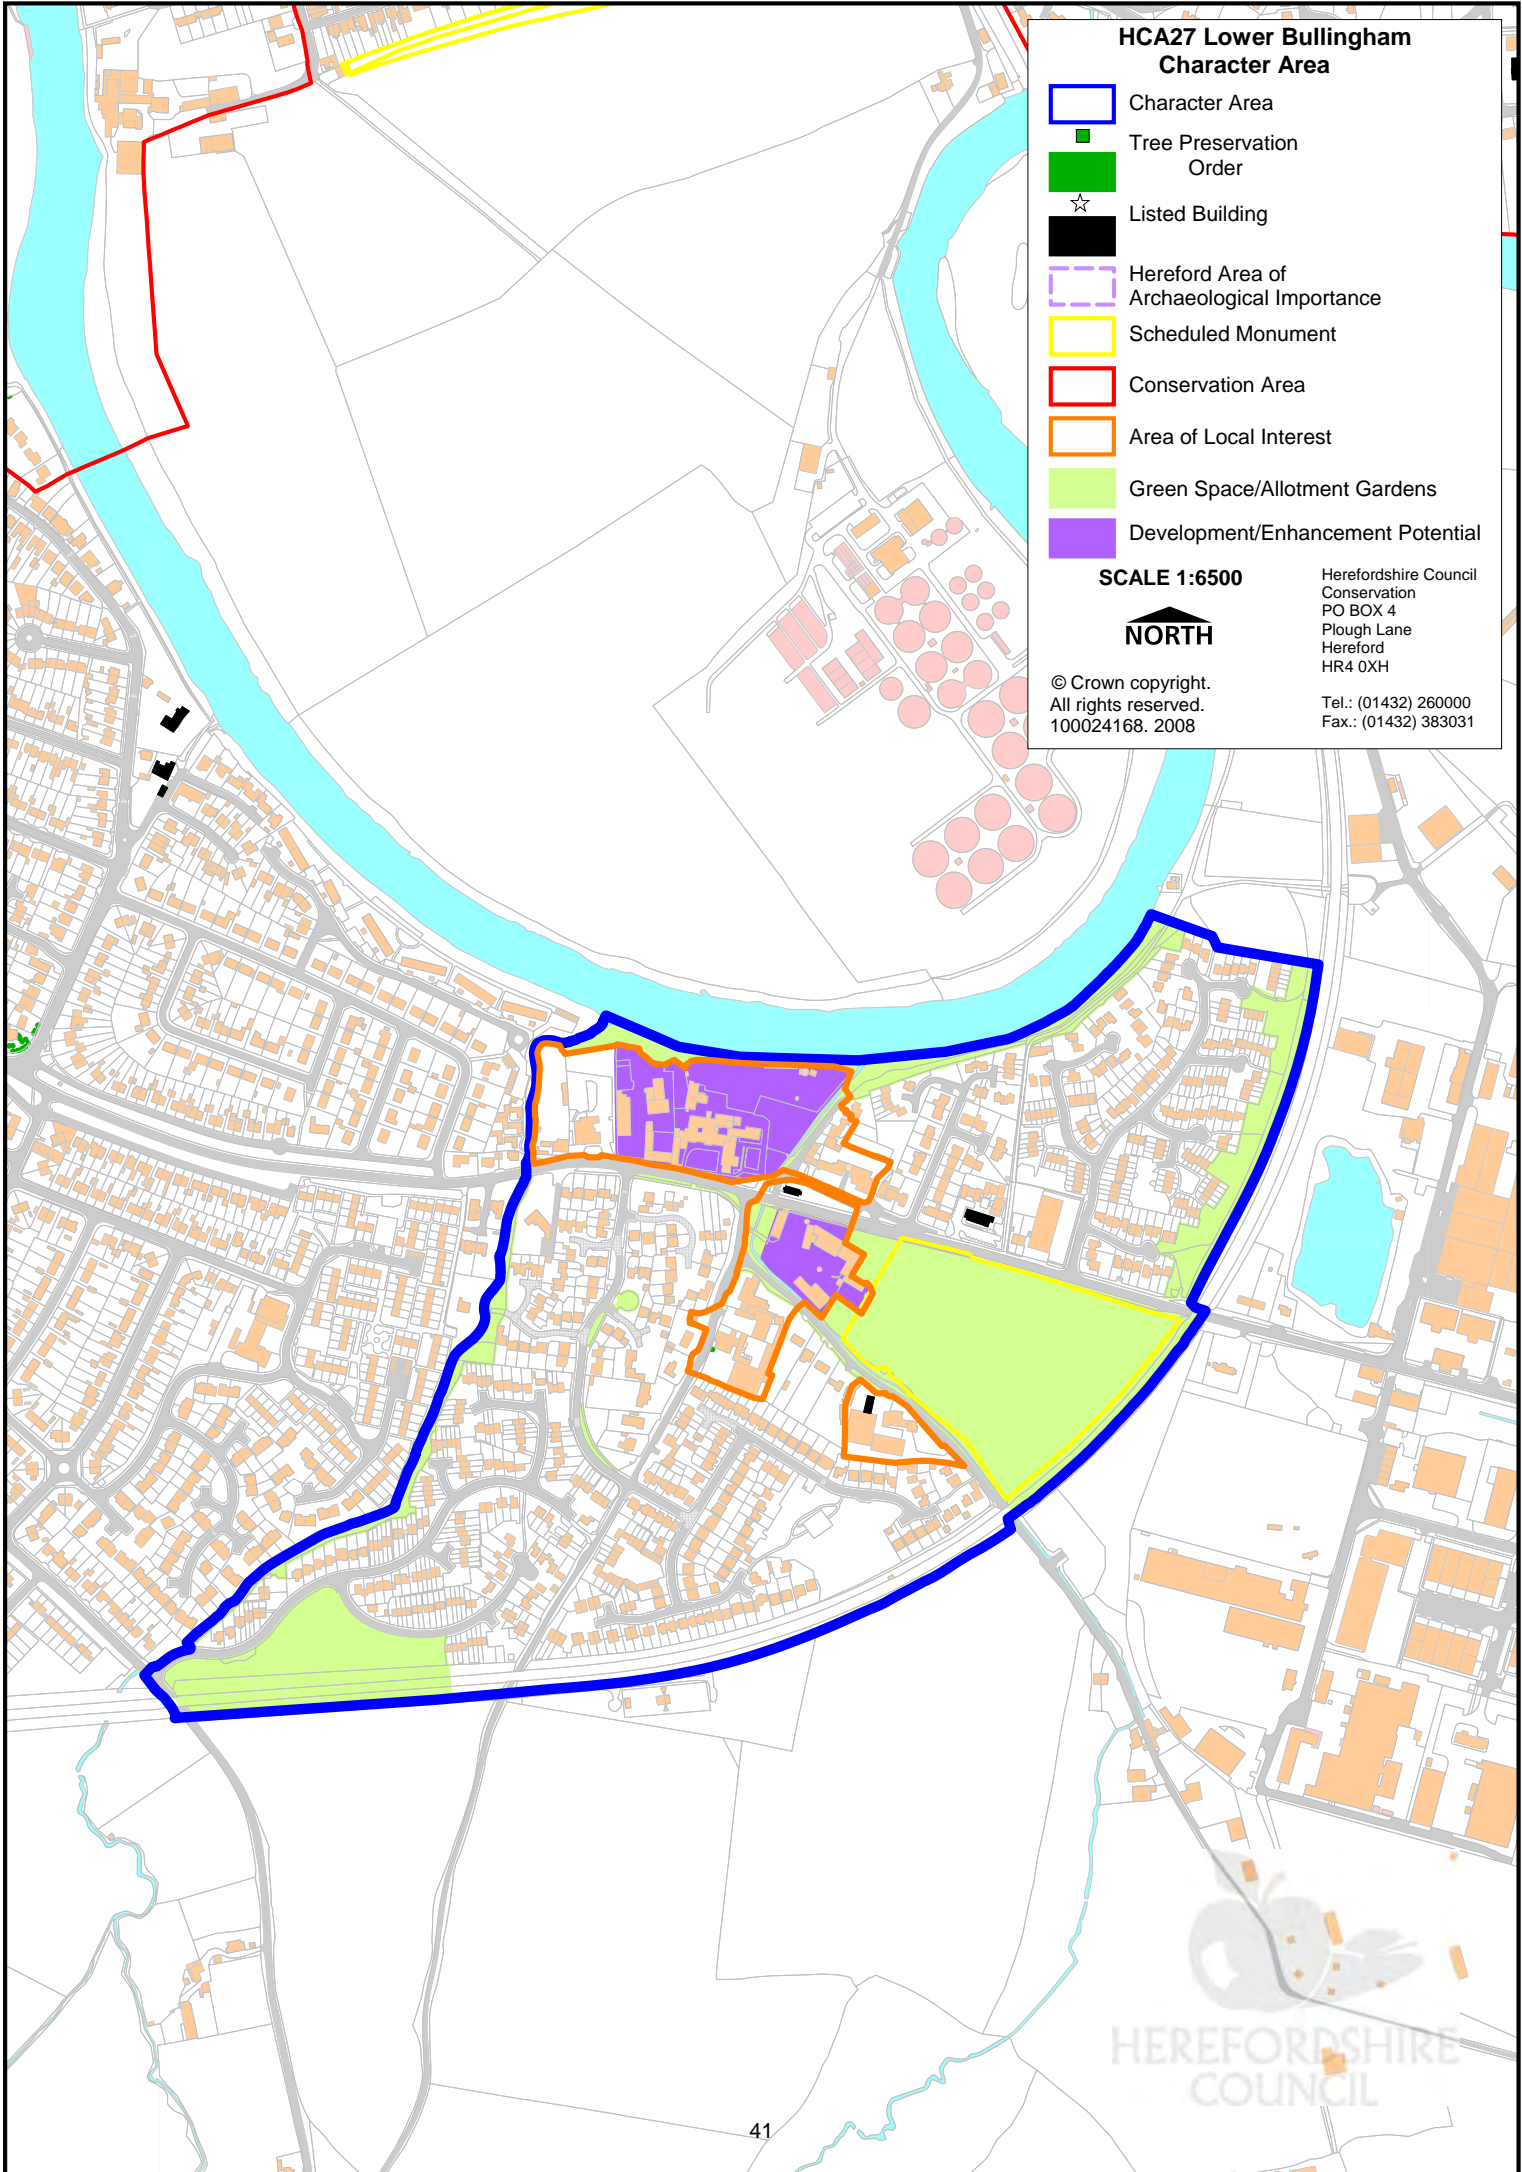 HCA27 Lower Bullingham
Character Area
Character Area
Tree Preservation
Order
Listed Building
Hereford Area of
Archaeological Importance
Scheduled Monument
Conservation Area
Area of Local Interest
Green Space/Allotment Gardens
Development/Enhancement Potential
SCALE 1:6500
NORTH
© Crown copyright.
All rights reserved.
100024168. 2008
Herefordshire Council
Conservation
PO BOX 4
Plough Lane
Hereford
HR4 0XH
Tel.: (01432) 260000
Fax.: (01432) 383031
HEREFORDSHIRE
COUNCIL
41